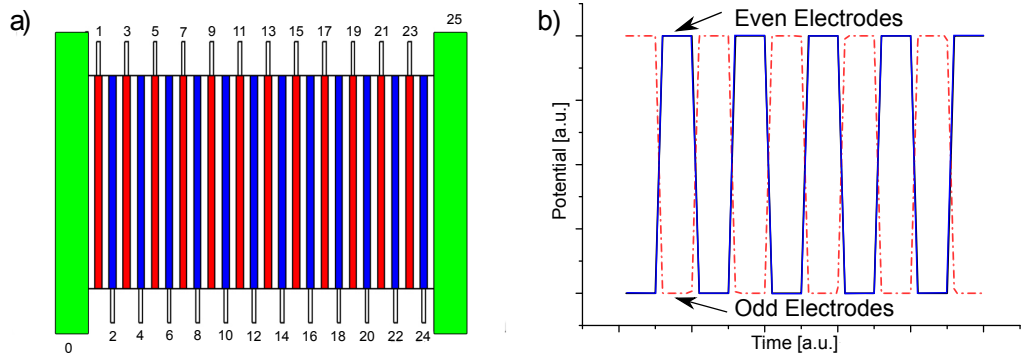 a)
1 3 5 7 9 11 13 15 17 19 21 23
25
0
2 4 6 8 10 12 14 16 18 20 22 24
b)
Even Electrodes
Potential [a.u.]
Odd Electrodes
Time [a.u.]